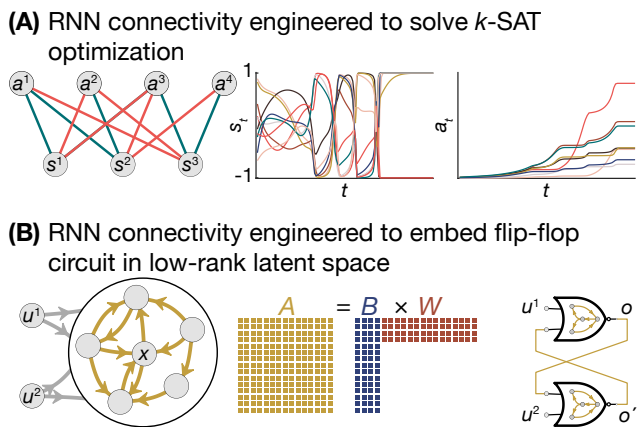 (A) RNN connectivity engineered to solve k-SAT
optimization
a¹ a² a³ a⁴
s¹ s² s³
1
sₜ
-1
t
aₜ
t
(B) RNN connectivity engineered to embed flip-flop
circuit in low-rank latent space
u¹
x
u²
A = B × W
u¹ o
u² o´